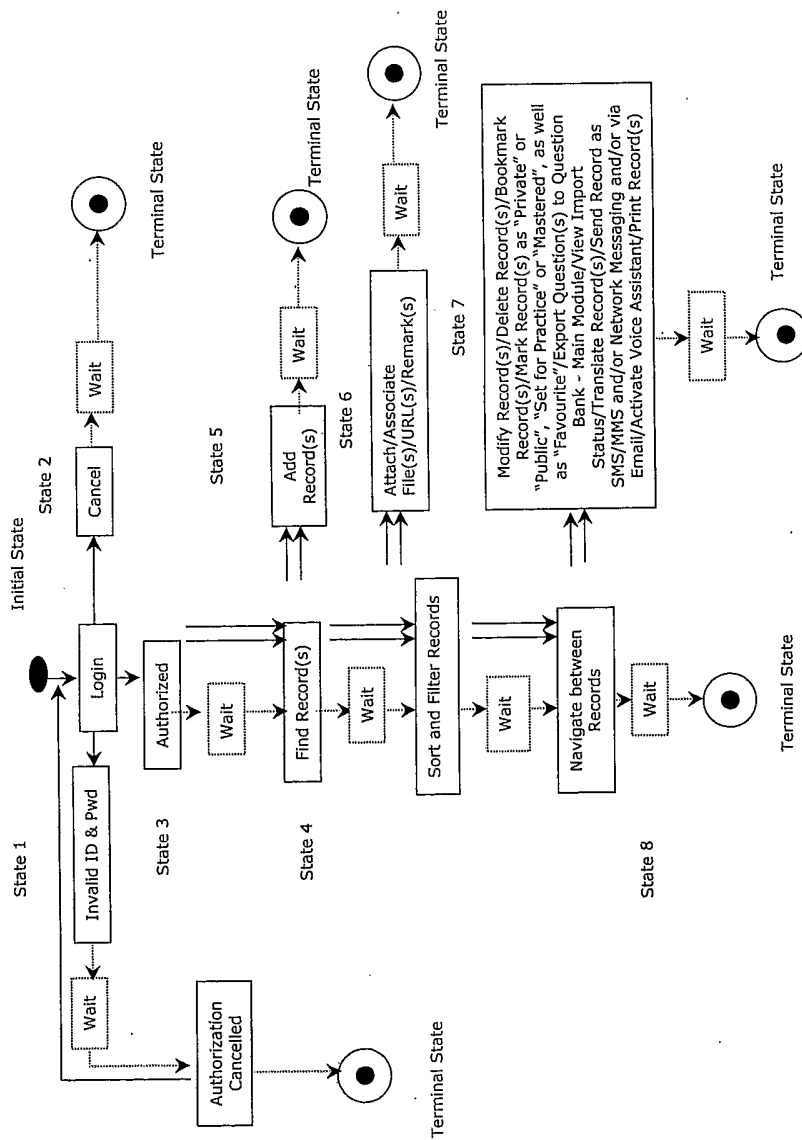 Initial State
State 1
State 2
Invalid ID & Pwd
Login
Cancel
Wait
Terminal State
Wait
State 3
Authorized
State 5
Authorization
Cancelled
Wait
Add
Record(s)
Wait
Terminal State
Terminal State
State 4
Find Record(s)
State 6
Wait
Attach/Associate
File(s)/URL(s)/Remark(s)
Wait
Terminal State
Sort and Filter Records
State 7
Wait
Modify Record(s)/Delete Record(s)/Bookmark
Record(s)/Mark Record(s) as “Private” or
“Public”, “Set for Practice” or “Mastered”, as well
as “Favourite”/Export Question(s) to Question
Bank - Main Module/View Import
Status/Translate Record(s)/Send Record as
SMS/MMS and/or Network Messaging and/or via
Email/Activate Voice Assistant/Print Record(s)
Navigate between
Records
State 8
Wait
Wait
Terminal State
Terminal State